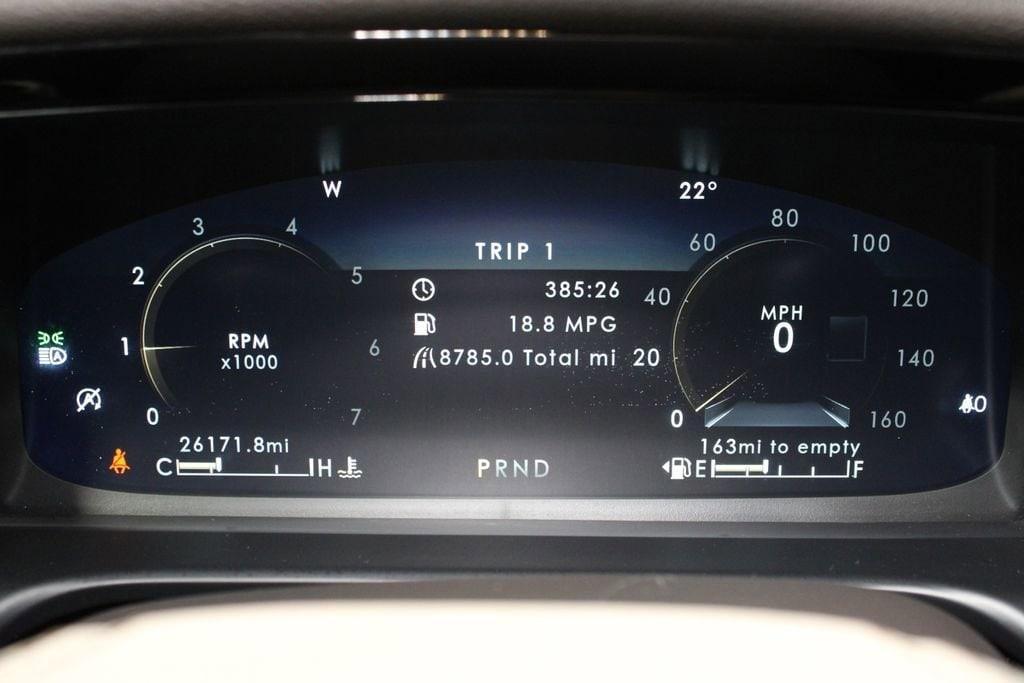 W
22°
TRIP 1
385:26
18.8 MPG
8785.0 Total mi
0
1
2
3
4
5
6
7
RPM
x1000
0
20
40
60
80
100
120
140
160
MPH
0
A
A
O
26171.8mi
C H
PRND
163mi to empty
E F